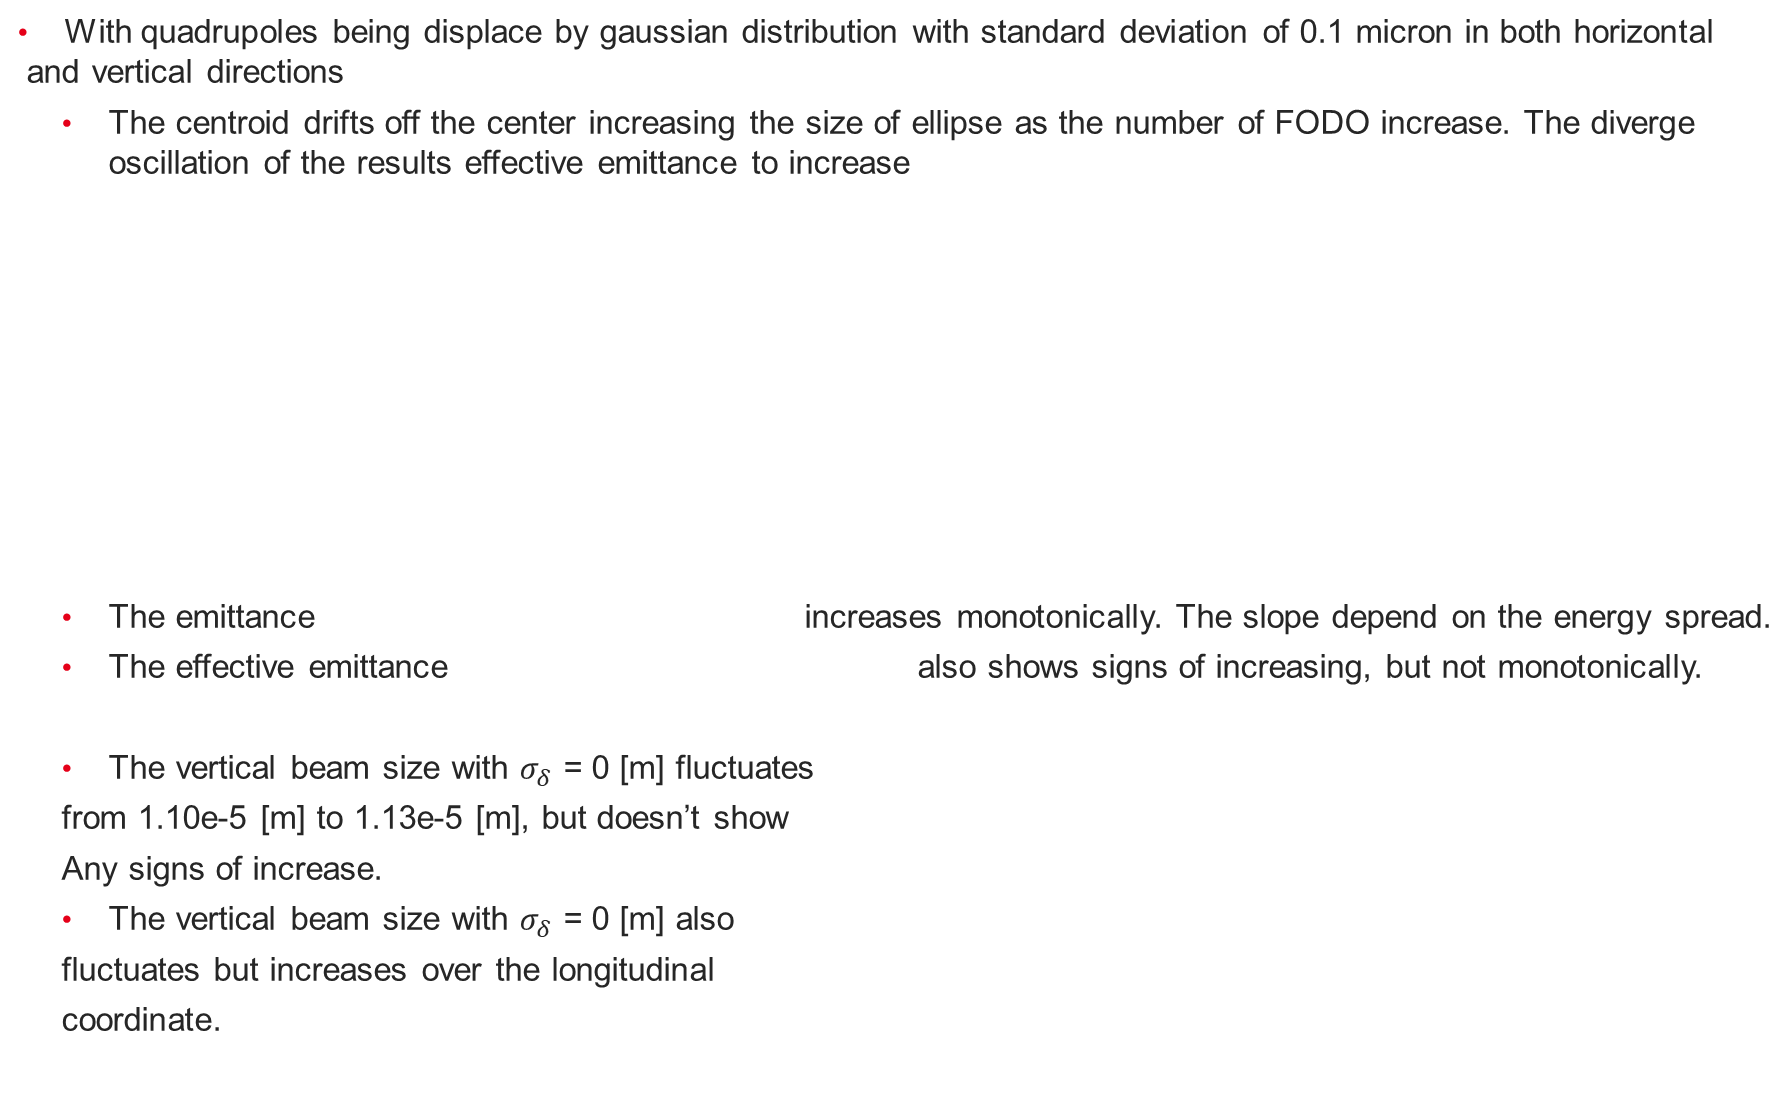 • With quadrupoles being displace by gaussian distribution with standard deviation of 0.1 micron in both horizontal
and vertical directions
• The centroid drifts off the center increasing the size of ellipse as the number of FODO increase. The diverge
oscillation of the results effective emittance to increase
• The emittance increases monotonically. The slope depend on the energy spread.
• The effective emittance also shows signs of increasing, but not monotonically.
• The vertical beam size with σ_δ = 0 [m] fluctuates
from 1.10e-5 [m] to 1.13e-5 [m], but doesn’t show
Any signs of increase.
• The vertical beam size with σ_δ = 0 [m] also
fluctuates but increases over the longitudinal
coordinate.